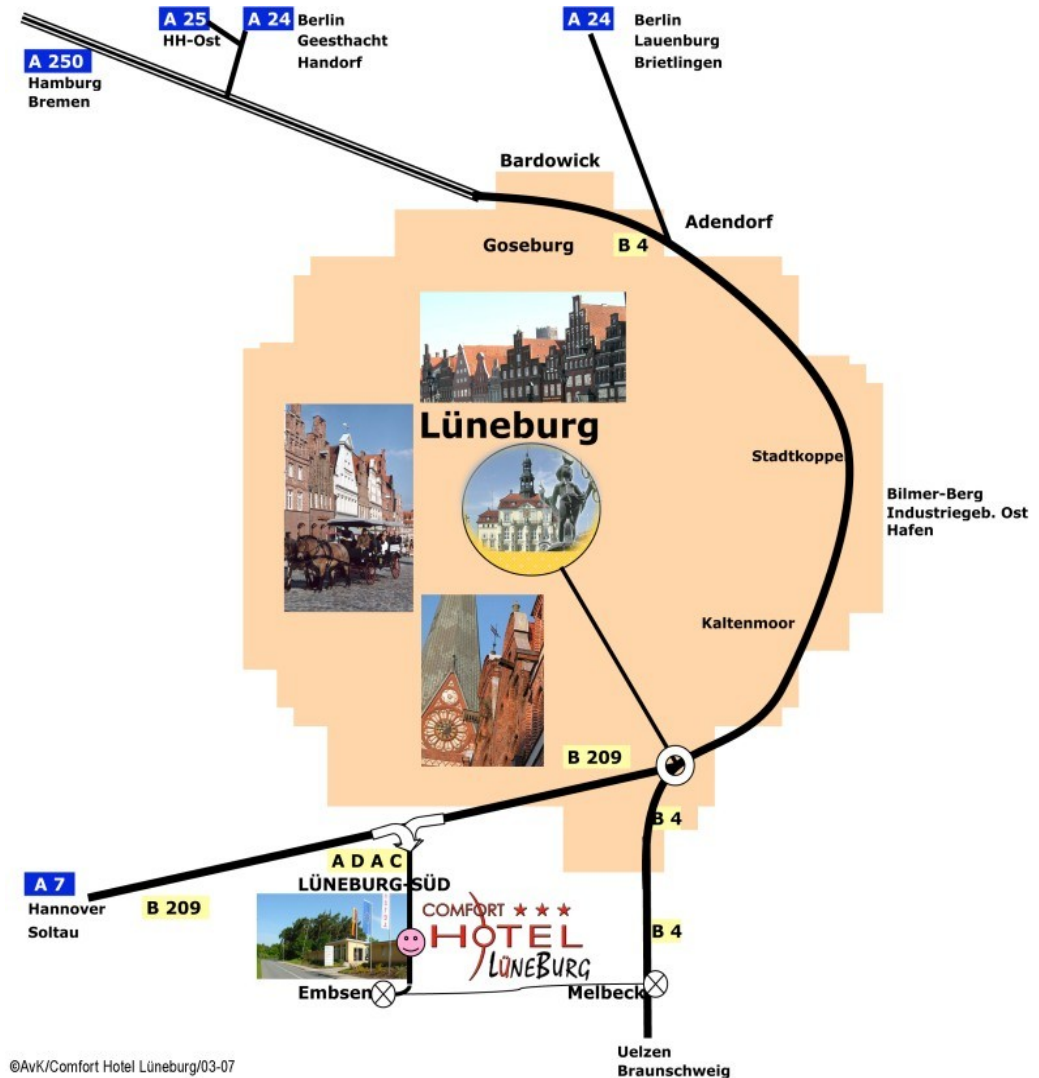 A 25
HH-Ost
A 24
Berlin
Geesthacht
Handorf
A 24
Berlin
Lauenburg
Brietlingen
A 250
Hamburg
Bremen
Bardowick
Adendorf
Goseburg
B 4
Lüneburg
Stadtkoppel
Bilmer-Berg
Industriegeb. Ost
Hafen
Kaltenmoor
B 209
B 4
A D A C
LÜNEBURG-SÜD
A 7
Hannover
Soltau
B 209
COMFORT ★ ★ ★
HOTEL
LÜNEBURG
B 4
Embsen
Melbeck
Uelzen
Braunschweig
©AvK/Comfort Hotel Lüneburg/03-07